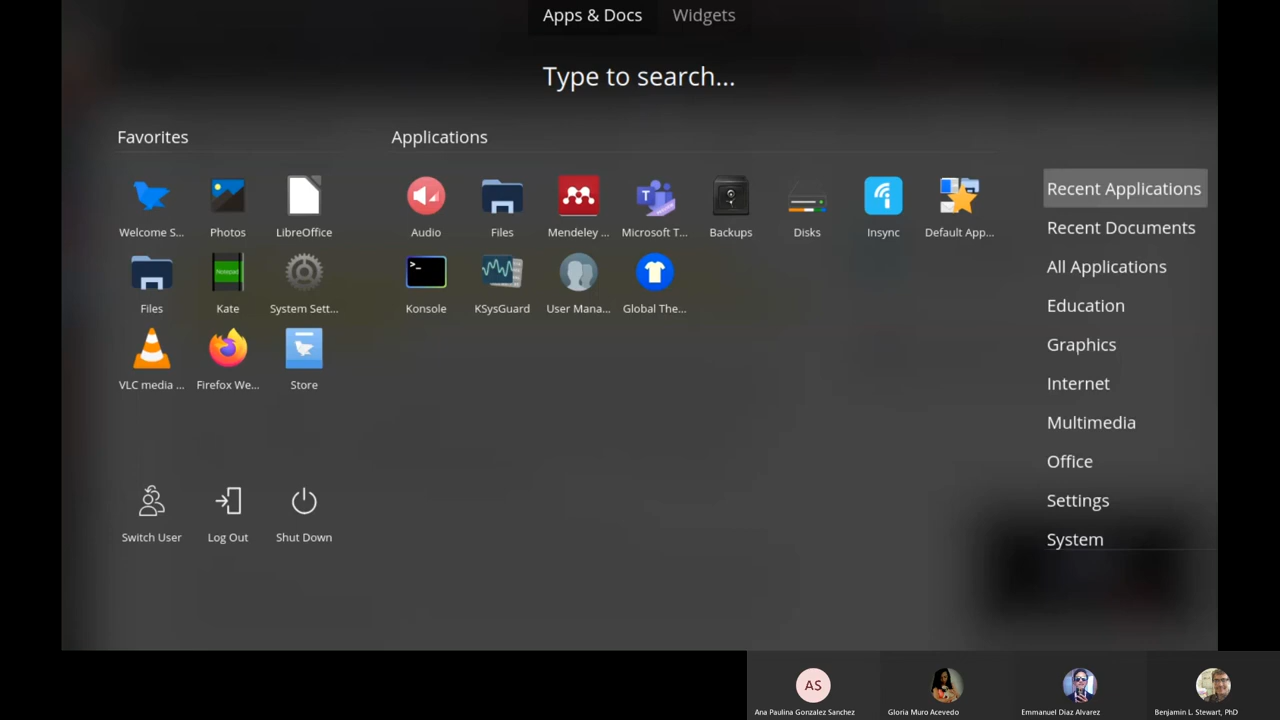 Apps & Docs Widgets
Type to search...
Favorites
Applications
Welcome S... Photos LibreOffice
Files Kate System Sett...
VLC media ... Firefox We... Store
Switch User Log Out Shut Down
Audio Files Mendeley ... Microsoft T... Backups Disks Insync Default App...
Konsole KSysGuard User Mana... Global The...
Recent Applications
Recent Documents
All Applications
Education
Graphics
Internet
Multimedia
Office
Settings
System
AS
Ana Paulina Gonzalez Sanchez Gloria Muro Acevedo Emmanuel Diaz Alvarez Benjamin L. Stewart, PhD